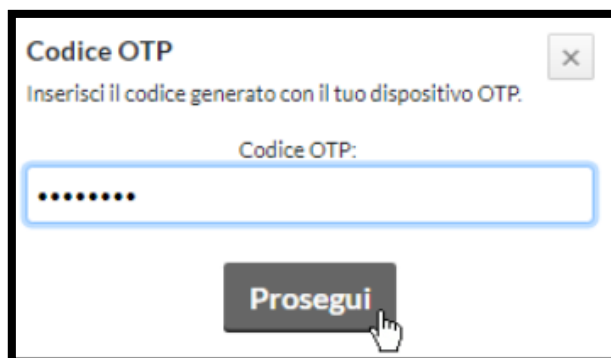 Codice OTP
×
Inserisci il codice generato con il tuo dispositivo OTP.
Codice OTP:
••••••••
Prosegui